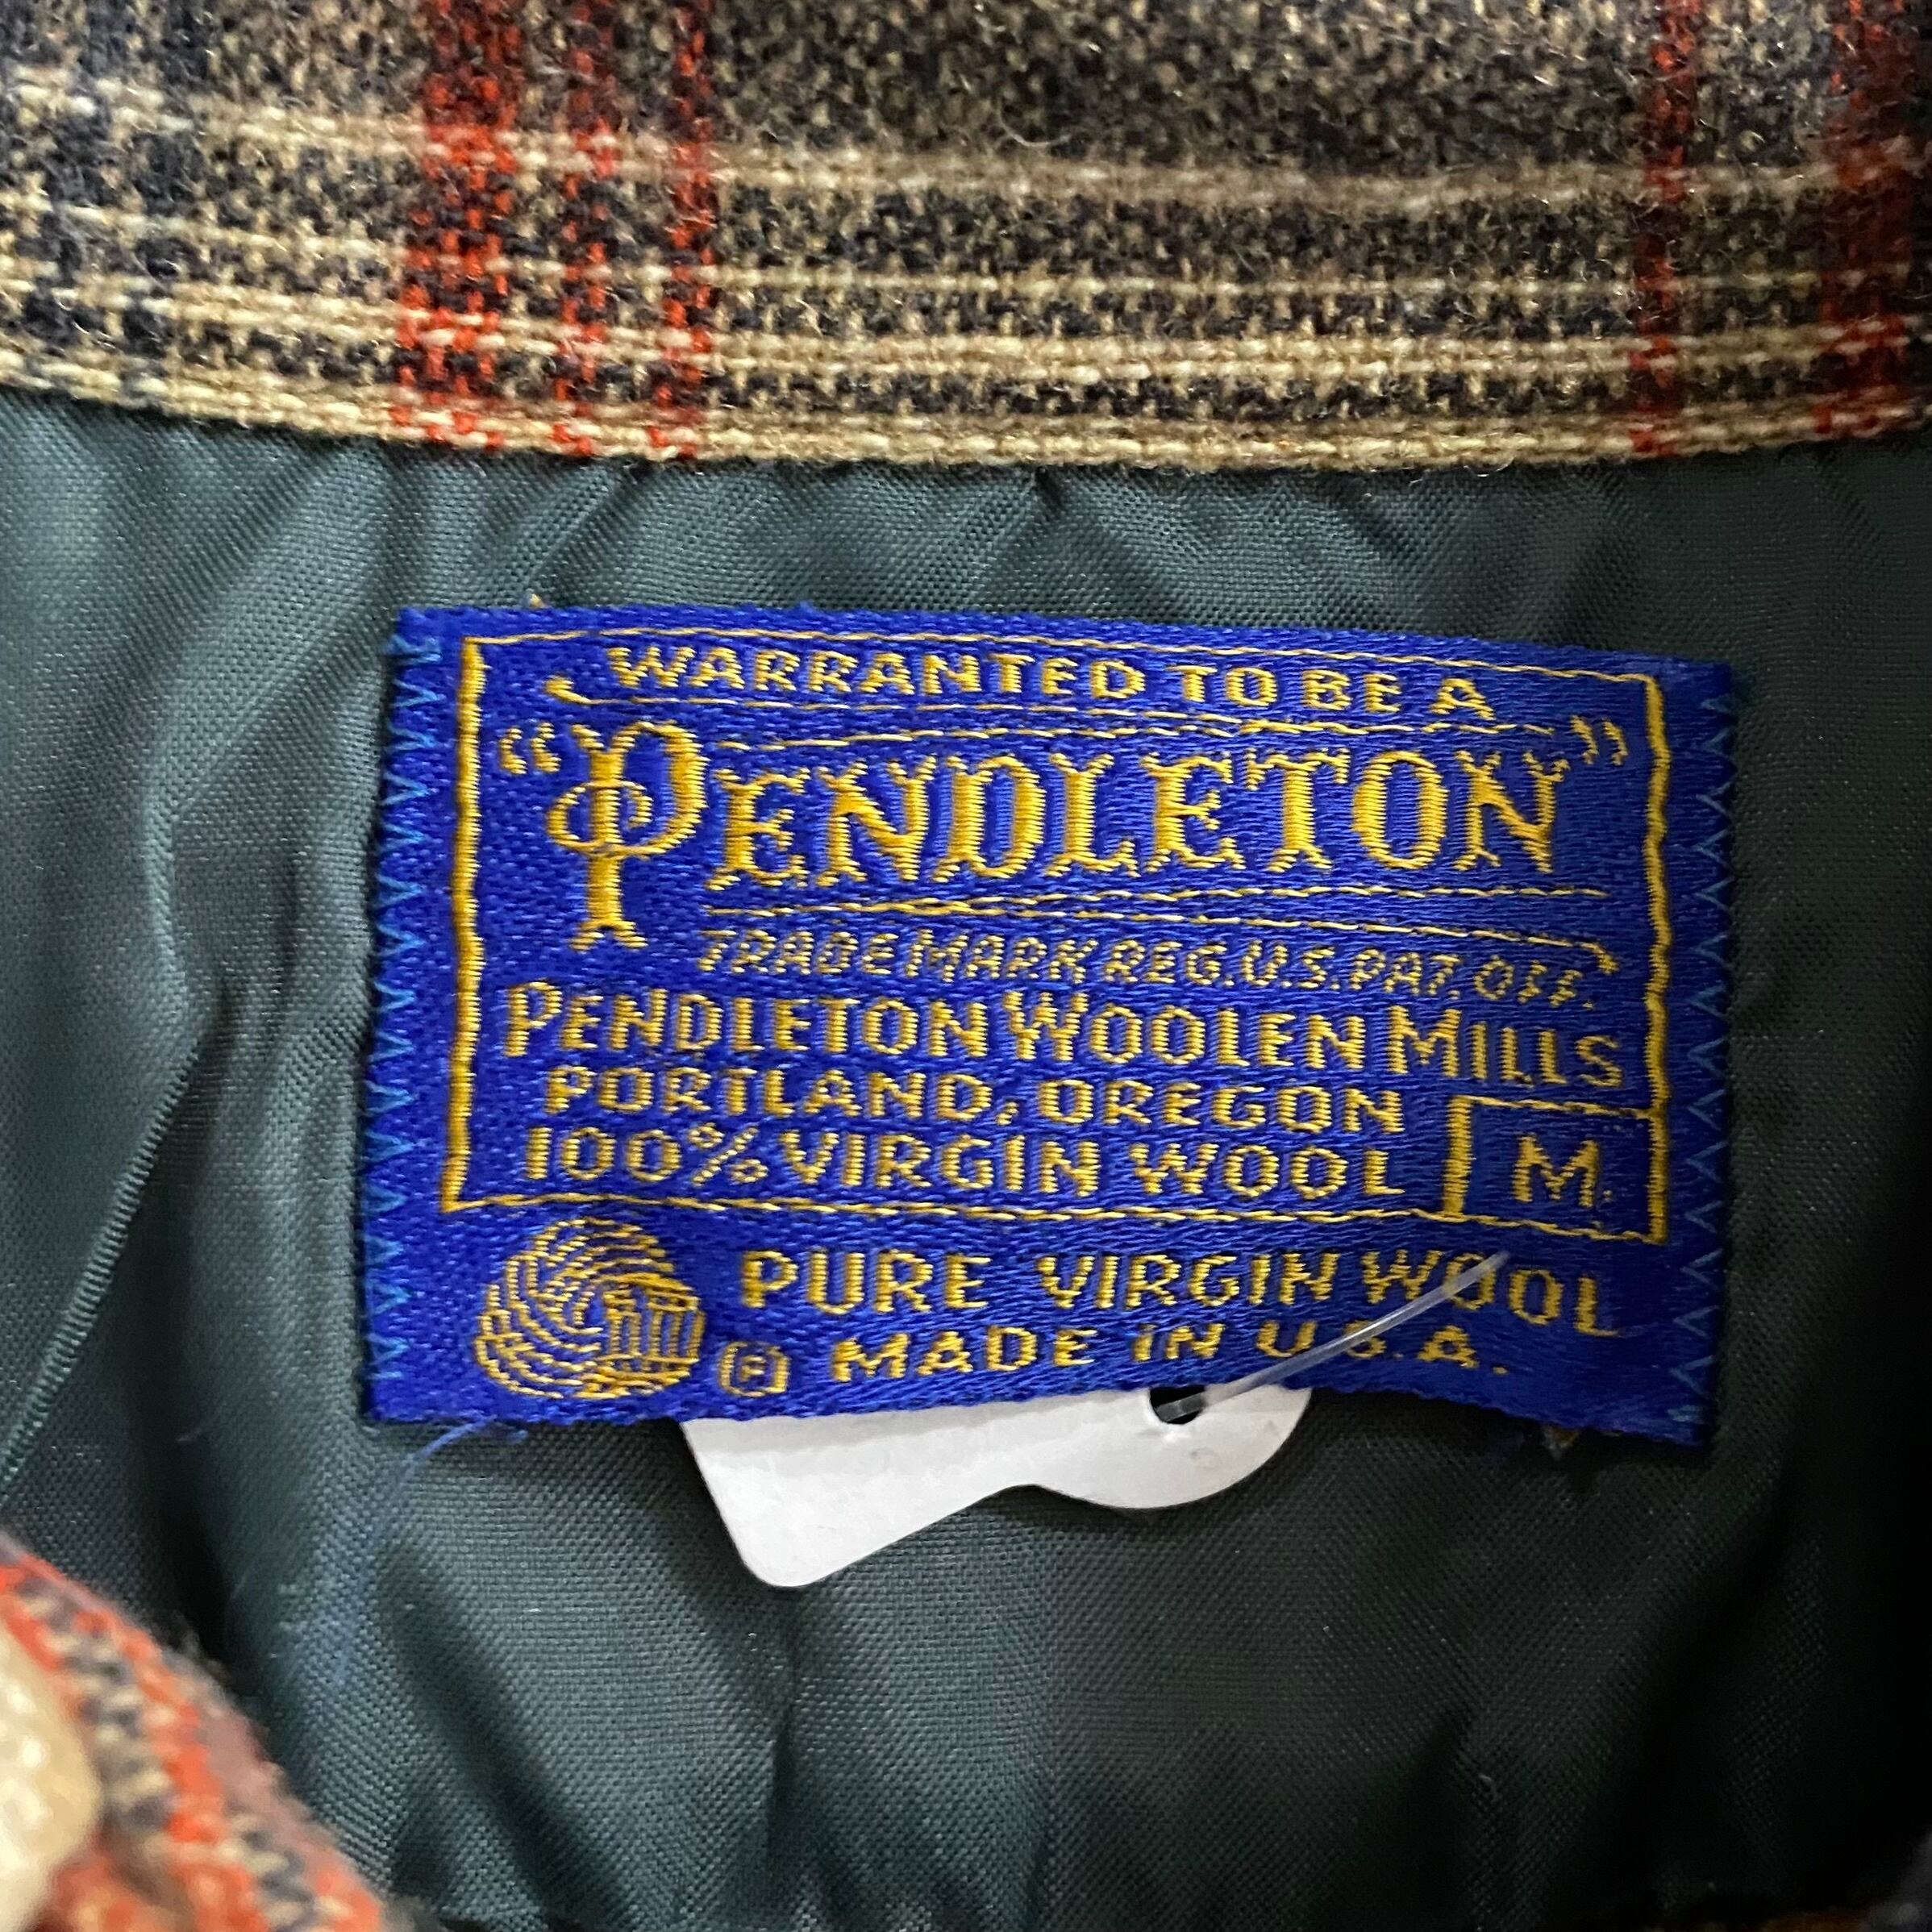 WARRANTED TO BE A
"PENDLETON"
TRADE MARK REG. U.S. PAT. OFF.
PENDLETON WOOLEN MILLS
PORTLAND, OREGON
100% VIRGIN WOOL M.
PURE VIRGIN WOOL
® MADE IN U.S.A.